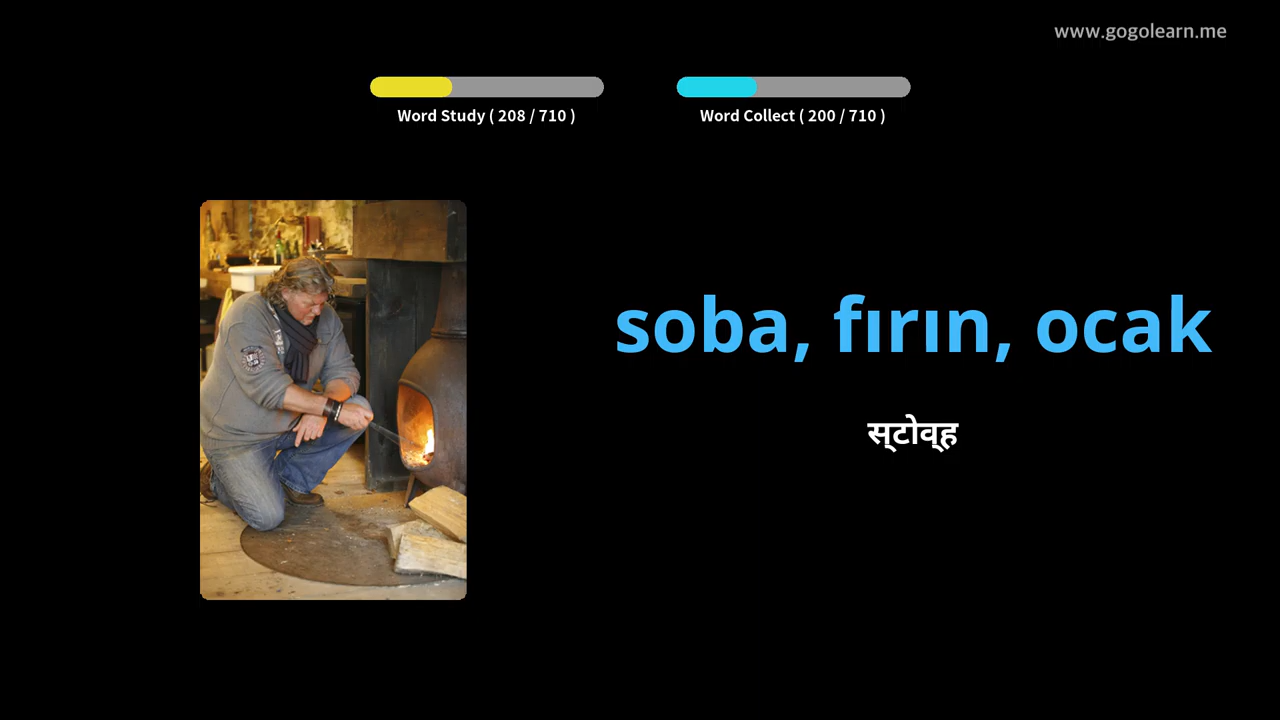 www.gogolearn.me
Word Study ( 208 / 710 )
Word Collect ( 200 / 710 )
soba, fırın, ocak
स्टोव्ह